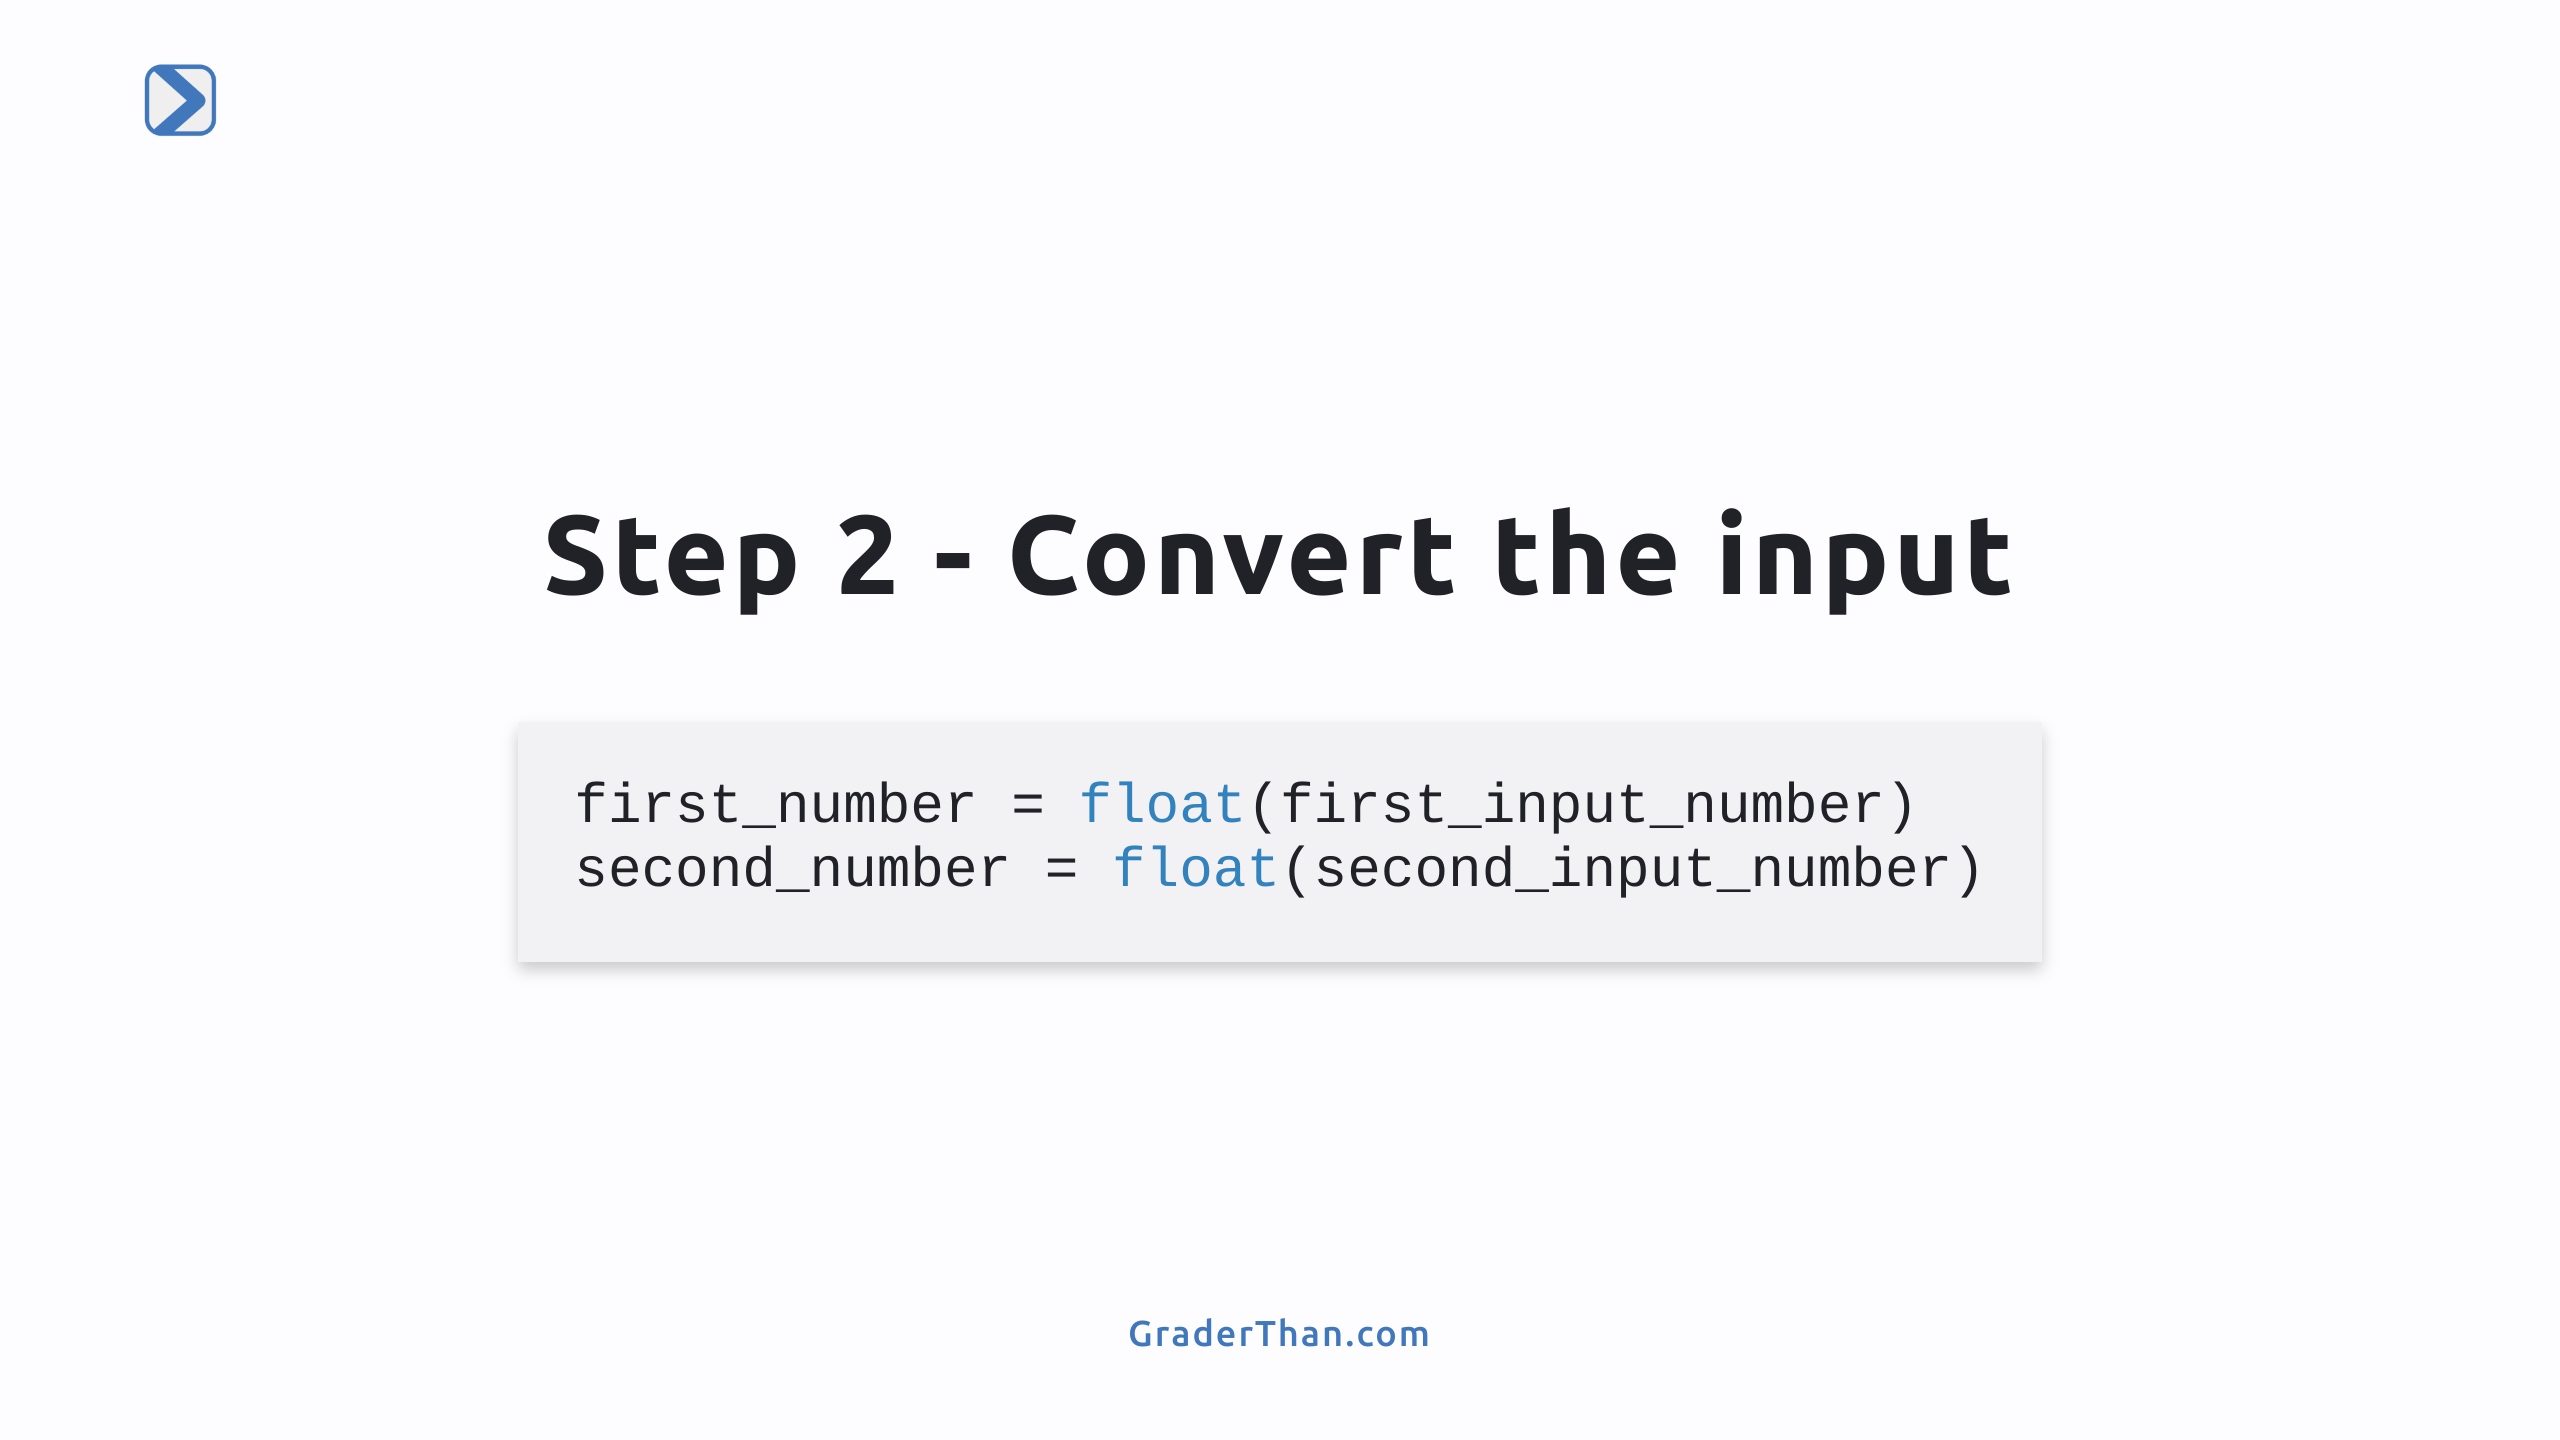 Step 2 - Convert the input
first_number = float(first_input_number)
second_number = float(second_input_number)
GraderThan.com